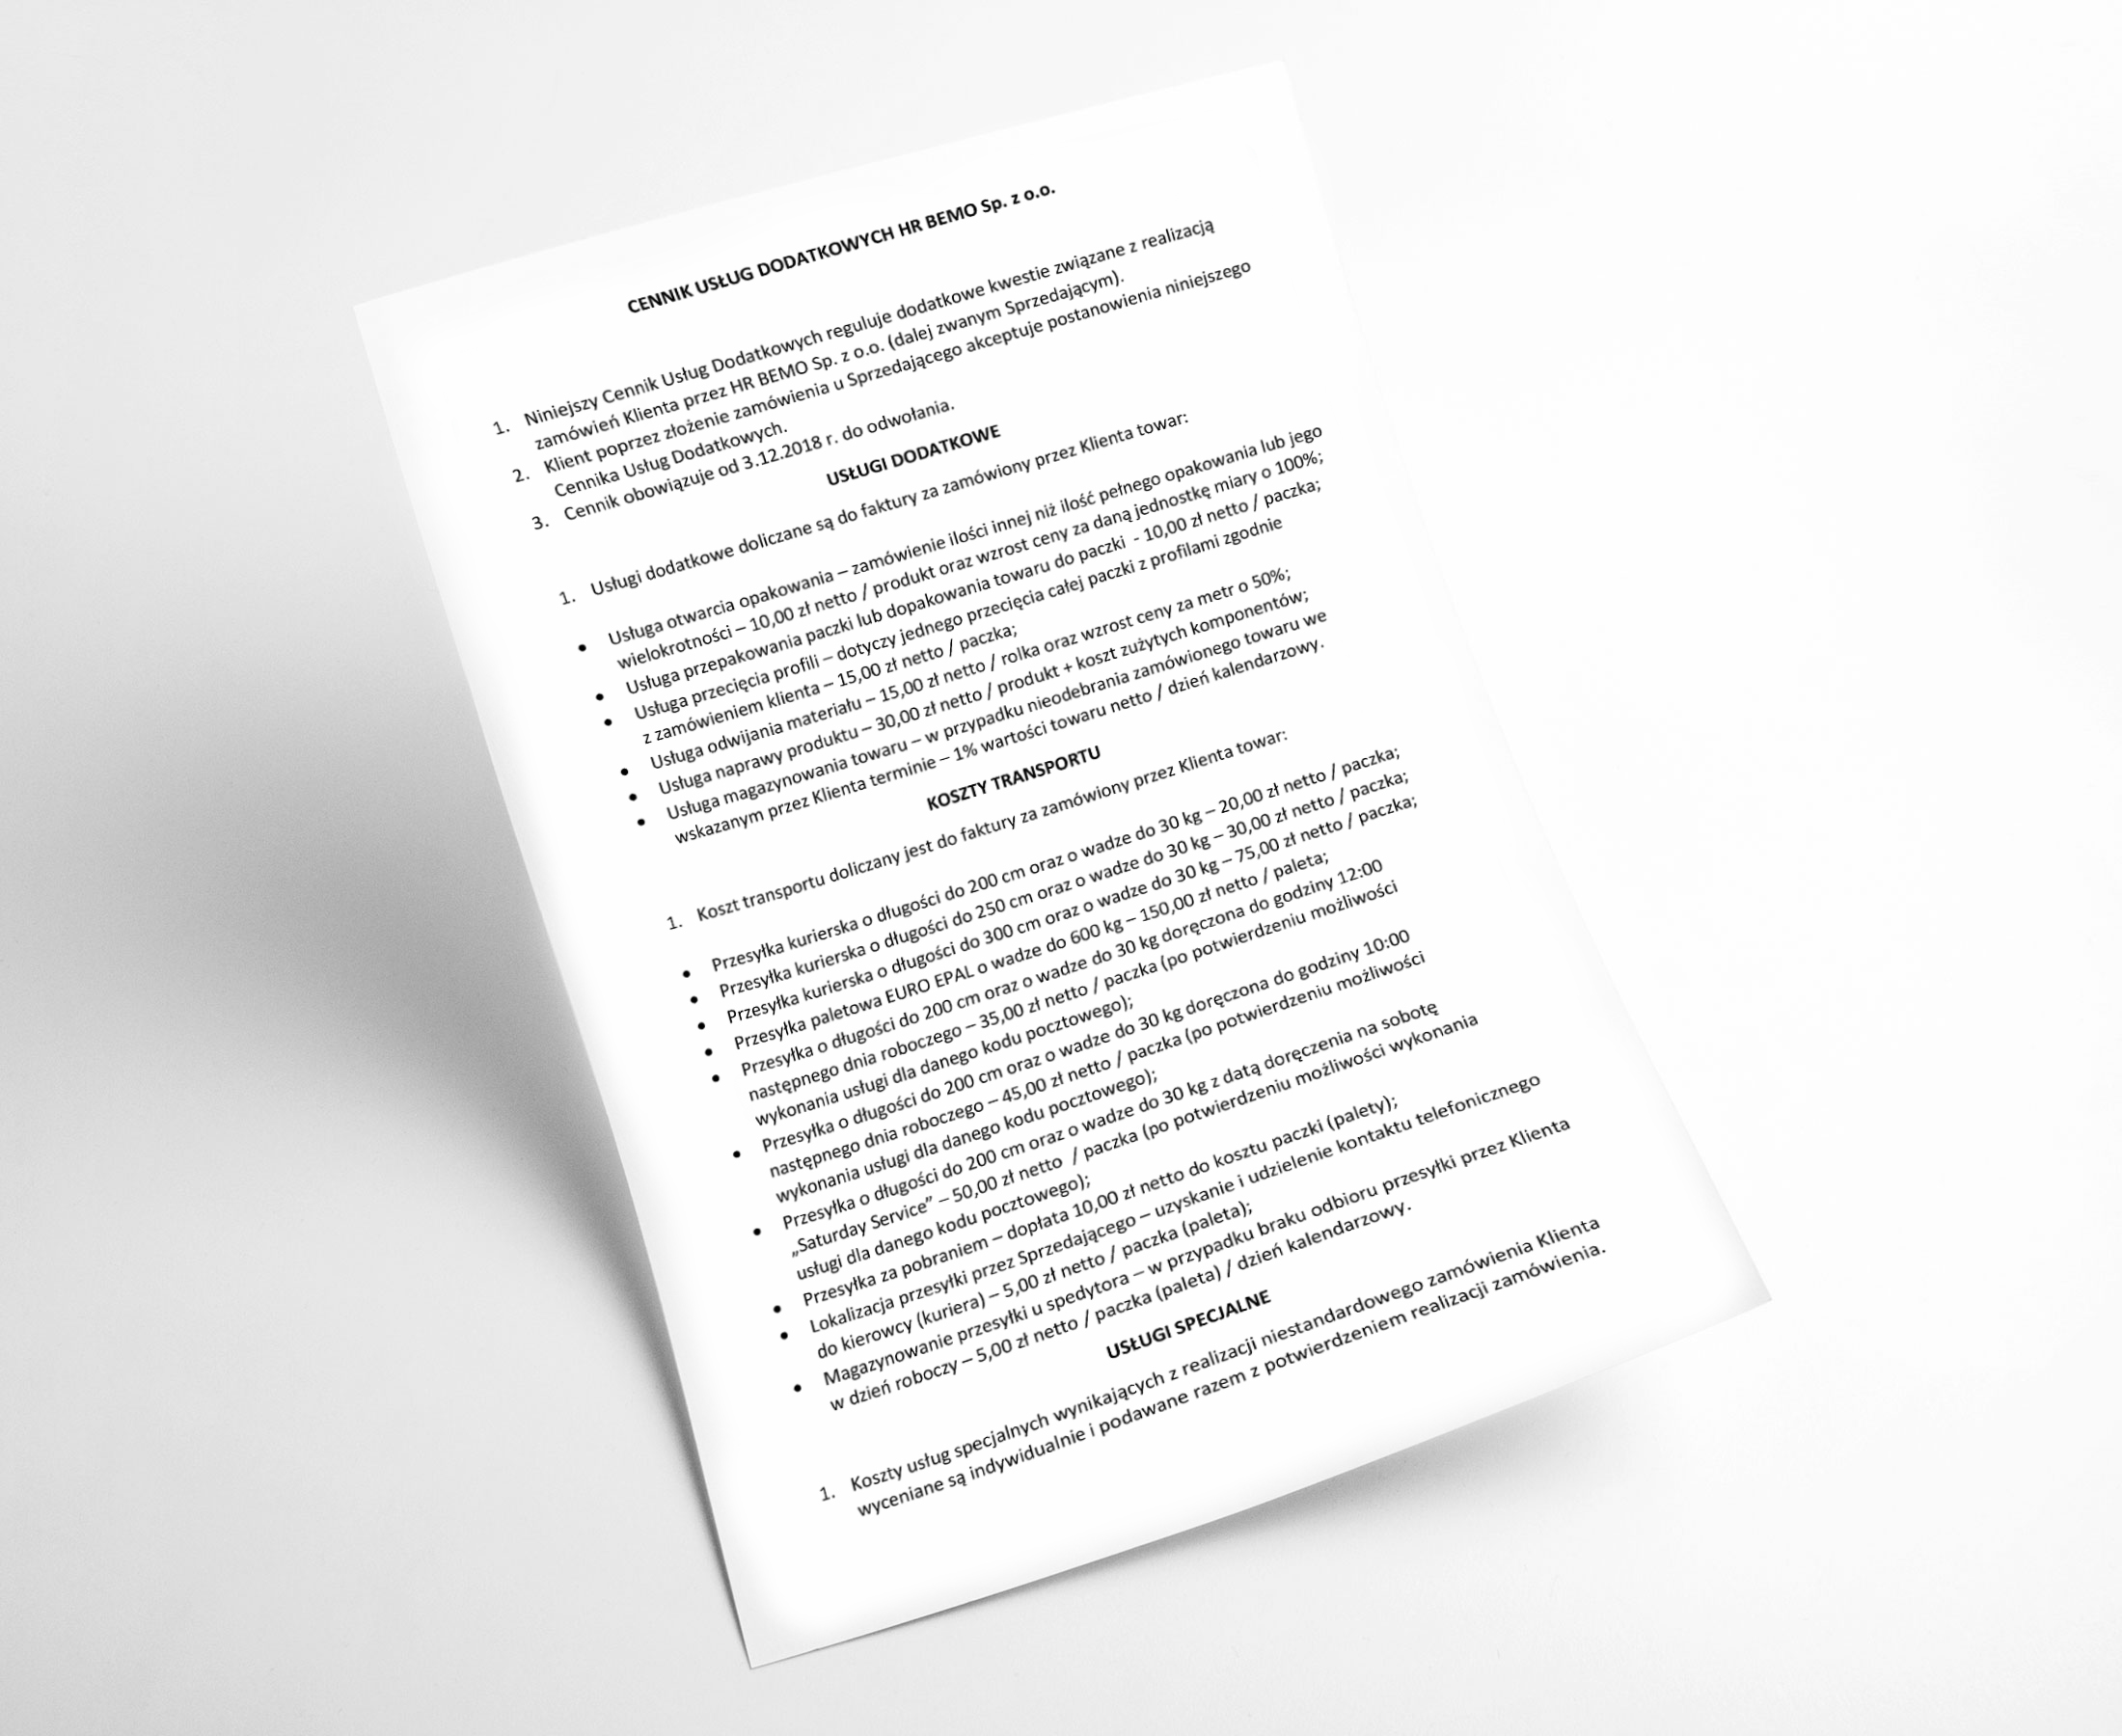 CENNIK USŁUG DODATKOWYCH HR BEMO Sp. z o.o.
1. Niniejszy Cennik Usług Dodatkowych reguluje dodatkowe kwestie związane z realizacją
zamówień Klienta przez HR BEMO Sp. z o.o. (dalej zwanym Sprzedającym).
2. Klient poprzez złożenie zamówienia u Sprzedającego akceptuje postanowienia niniejszego
Cennika Usług Dodatkowych.
3. Cennik obowiązuje od 3.12.2018 r. do odwołania.
USŁUGI DODATKOWE
1. Usługi dodatkowe doliczane są do faktury za zamówiony przez Klienta towar:
• Usługa otwarcia opakowania – zamówienie ilości innej niż ilość pełnego opakowania lub jego
wielokrotności – 10,00 zł netto / produkt oraz wzrost ceny za daną jednostkę miary o 100%;
• Usługa przepakowania paczki lub dopakowania towaru do paczki - 10,00 zł netto / paczka;
• Usługa przecięcia profili – dotyczy jednego przecięcia całej paczki z profilami zgodnie
z zamówieniem klienta – 15,00 zł netto / paczka;
• Usługa odwijania materiału – 15,00 zł netto / rolka oraz wzrost ceny za metr o 50%;
• Usługa naprawy produktu – 30,00 zł netto / produkt + koszt zużytych komponentów;
• Usługa magazynowania towaru – w przypadku nieodebrania zamówionego towaru we
wskazanym przez Klienta terminie – 1% wartości towaru netto / dzień kalendarzowy.
KOSZTY TRANSPORTU
1. Koszt transportu doliczany jest do faktury za zamówiony przez Klienta towar:
• Przesyłka kurierska o długości do 200 cm oraz o wadze do 30 kg – 20,00 zł netto / paczka;
• Przesyłka kurierska o długości do 250 cm oraz o wadze do 30 kg – 30,00 zł netto / paczka;
• Przesyłka kurierska o długości do 300 cm oraz o wadze do 30 kg – 75,00 zł netto / paczka;
• Przesyłka paletowa EURO EPAL o wadze do 600 kg – 150,00 zł netto / paleta;
• Przesyłka o długości do 200 cm oraz o wadze do 30 kg doręczona do godziny 12:00
następnego dnia roboczego – 35,00 zł netto / paczka (po potwierdzeniu możliwości
wykonania usługi dla danego kodu pocztowego);
• Przesyłka o długości do 200 cm oraz o wadze do 30 kg doręczona do godziny 10:00
następnego dnia roboczego – 45,00 zł netto / paczka (po potwierdzeniu możliwości
wykonania usługi dla danego kodu pocztowego);
• Przesyłka o długości do 200 cm oraz o wadze do 30 kg z datą doręczenia na sobotę
„Saturday Service” – 50,00 zł netto / paczka (po potwierdzeniu możliwości wykonania
usługi dla danego kodu pocztowego);
• Przesyłka za pobraniem – dopłata 10,00 zł netto do kosztu paczki (palety);
• Lokalizacja przesyłki przez Sprzedającego – uzyskanie i udzielenie kontaktu telefonicznego
do kierowcy (kuriera) – 5,00 zł netto / paczka (paleta);
• Magazynowanie przesyłki u spedytora – w przypadku braku odbioru przesyłki przez Klienta
w dzień roboczy – 5,00 zł netto / paczka (paleta) / dzień kalendarzowy.
USŁUGI SPECJALNE
1. Koszty usług specjalnych wynikających z realizacji niestandardowego zamówienia Klienta
wyceniane są indywidualnie i podawane razem z potwierdzeniem realizacji zamówienia.